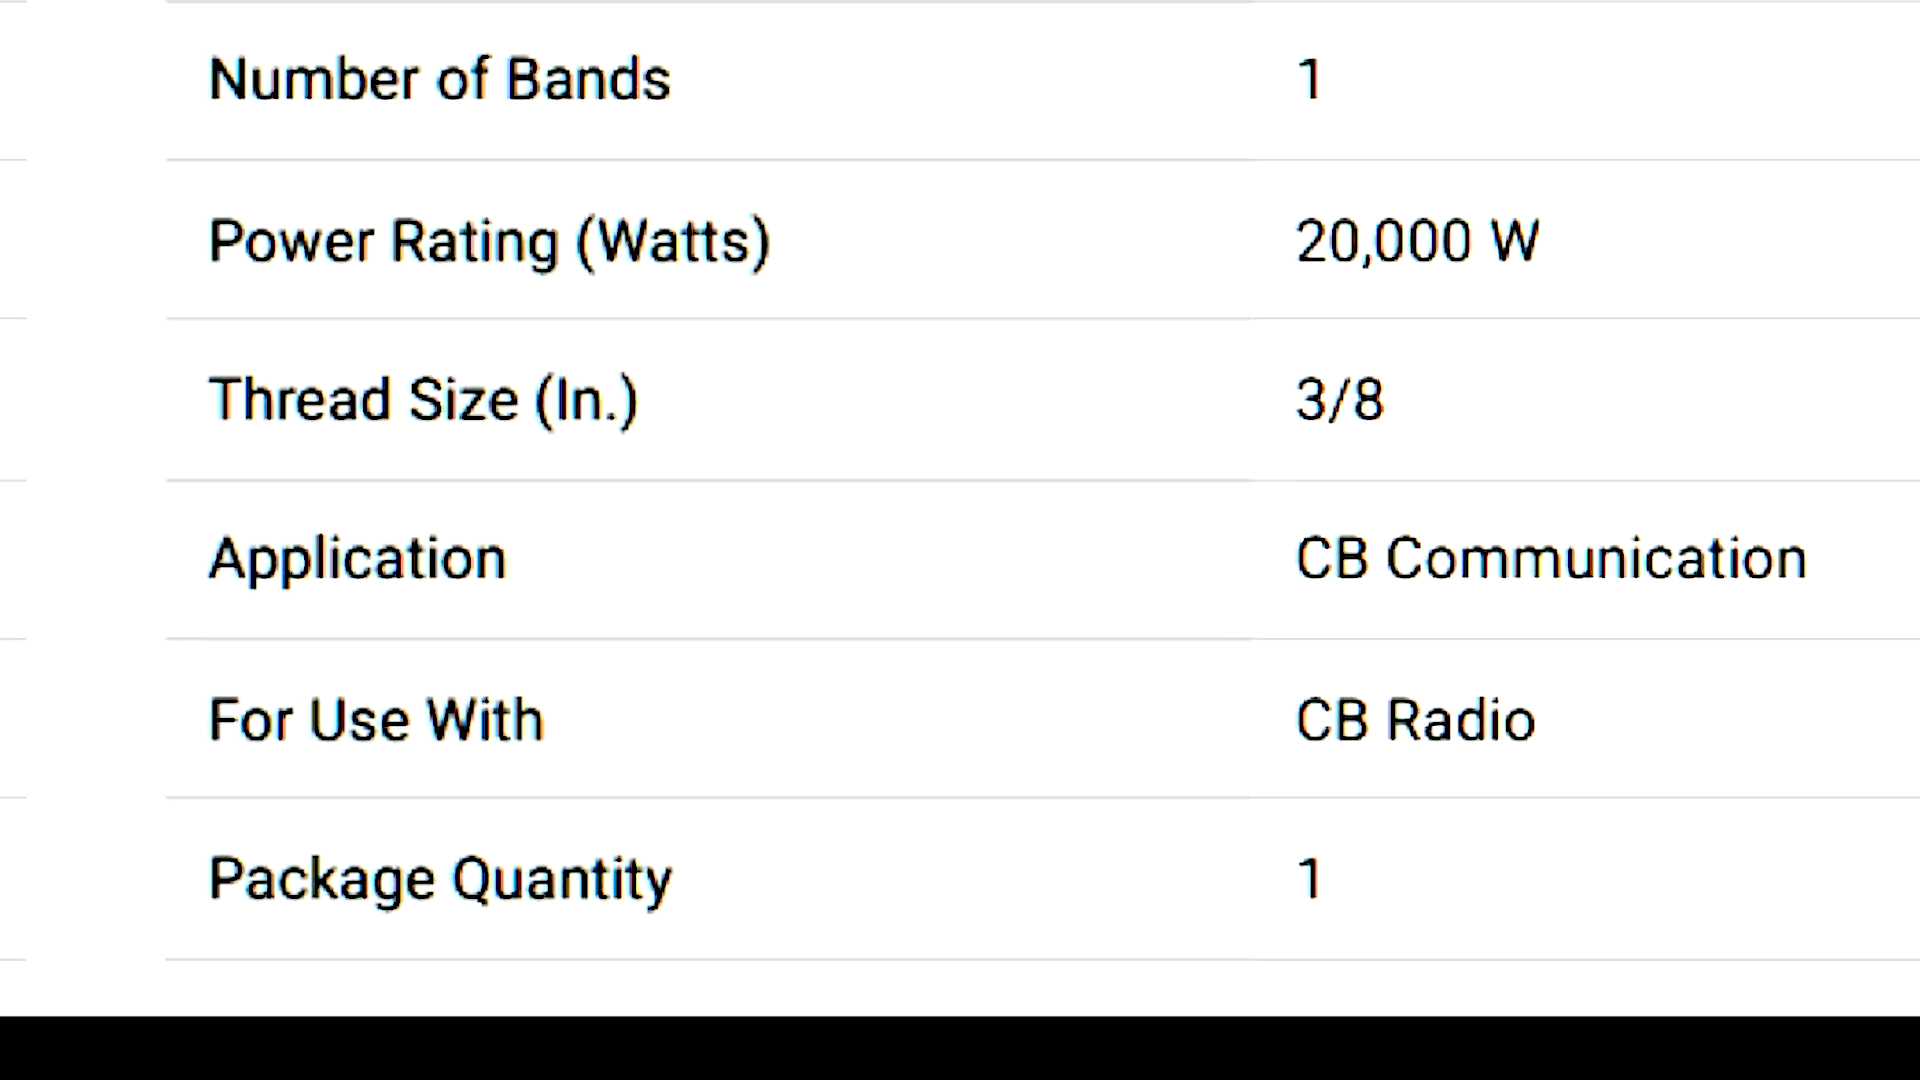 Number of Bands 1
Power Rating (Watts) 20,000 W
Thread Size (In.) 3/8
Application CB Communication
For Use With CB Radio
Package Quantity 1